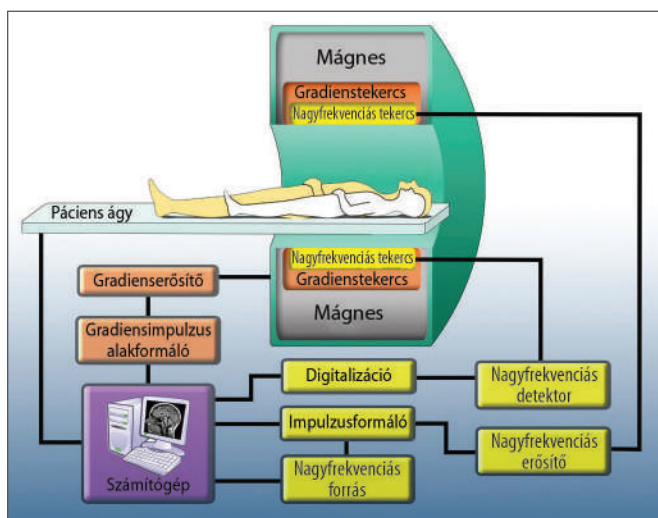 Mágnes
Gradienstekercs
Nagyfrekvenciás tekercs
Páciens ágy
Nagyfrekvenciás tekercs
Gradienstekercs
Mágnes
Gradienserősítő
Gradiensimpulzus
alakformáló
Digitalizáció
Nagyfrekvenciás
detektor
Impulzusformáló
Nagyfrekvenciás
erősítő
Nagyfrekvenciás
forrás
Számítógép